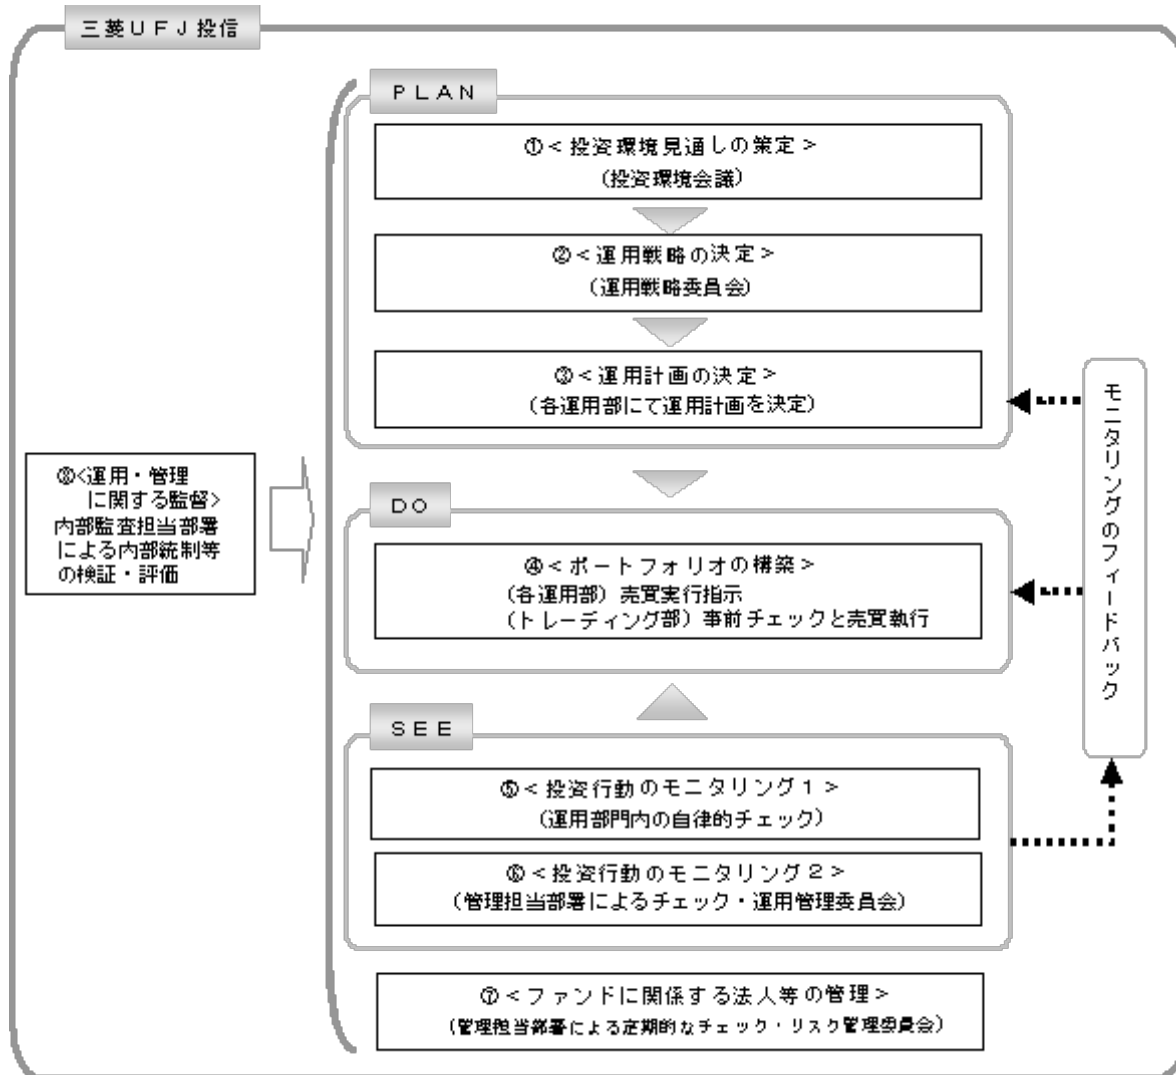 三菱UFJ投信
PLAN
①<投資環境見通しの策定>
(投資環境会議)
②<運用戦略の決定>
(運用戦略委員会)
③<運用計画の決定>
(各運用部にて運用計画を決定)
モニタリングのフィードバック
⑧<運用・管理
に関する監督>
内部監査担当部署
による内部統制等
の検証・評価
DO
④<ポートフォリオの構築>
(各運用部) 売買実行指示
(トレーディング部) 事前チェックと売買執行
SEE
⑤<投資行動のモニタリング1>
(運用部門内の自律的チェック)
⑥<投資行動のモニタリング2>
(管理担当部署によるチェック・運用管理委員会)
⑦<ファンドに関係する法人等の管理>
(管理担当部署による定期的なチェック・リスク管理委員会)